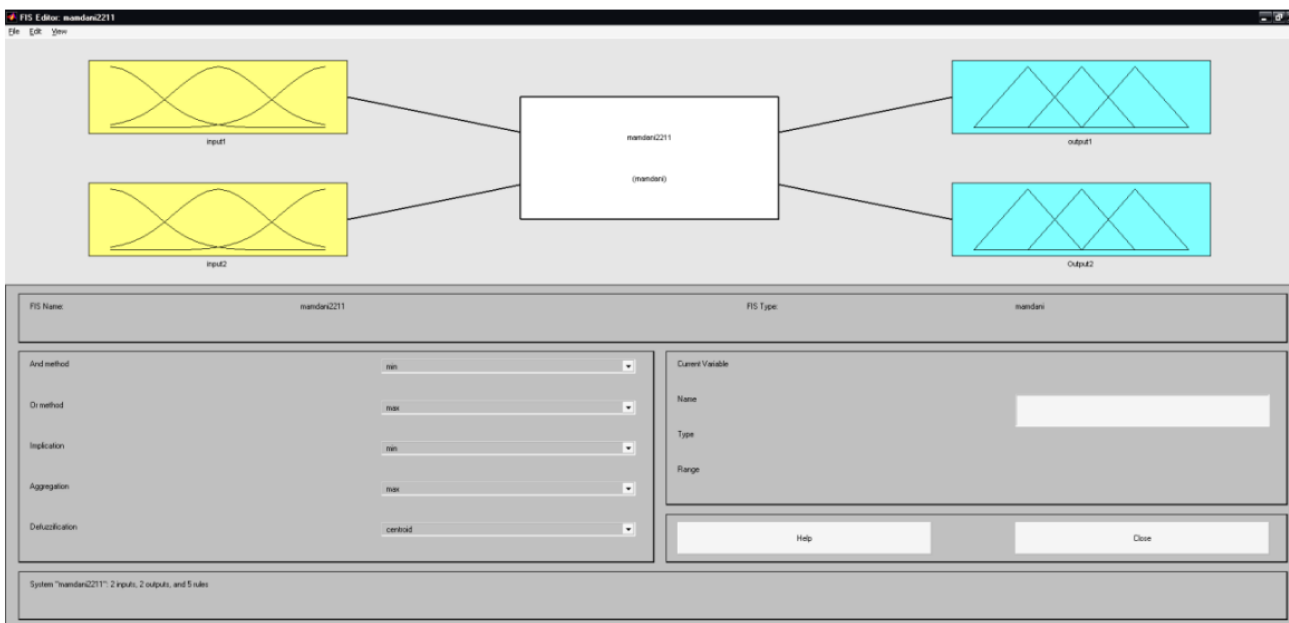 FIS Editor: mamdani2211
File Edit View
input1
input2
mamdani2211
(mamdani)
output1
Output2
FIS Name: mamdani2211 FIS Type: mamdani
And method min
Or method max
Implication min
Aggregation max
Defuzzification centroid
Current Variable
Name
Type
Range
Help Close
System "mamdani2211": 2 inputs, 2 outputs, and 5 rules